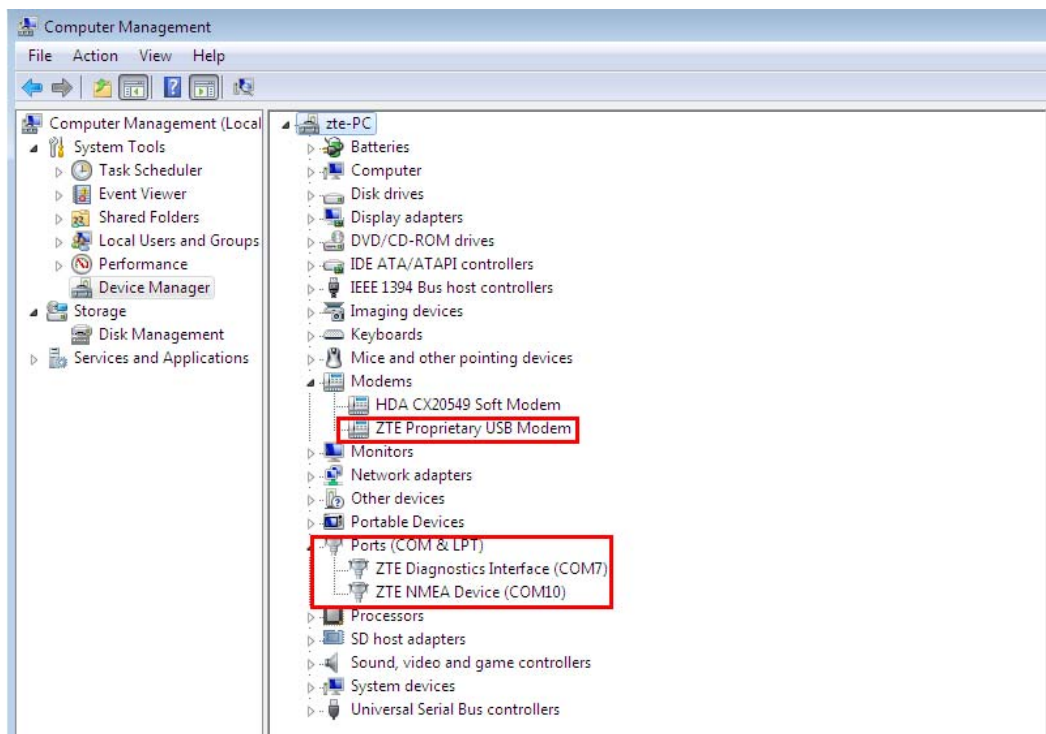 Computer Management
File Action View Help
Computer Management (Local
System Tools
Task Scheduler
Event Viewer
Shared Folders
Local Users and Groups
Performance
Device Manager
Storage
Disk Management
Services and Applications
zte-PC
Batteries
Computer
Disk drives
Display adapters
DVD/CD-ROM drives
IDE ATA/ATAPI controllers
IEEE 1394 Bus host controllers
Imaging devices
Keyboards
Mice and other pointing devices
Modems
HDA CX20549 Soft Modem
ZTE Proprietary USB Modem
Monitors
Network adapters
Other devices
Portable Devices
Ports (COM & LPT)
ZTE Diagnostics Interface (COM7)
ZTE NMEA Device (COM10)
Processors
SD host adapters
Sound, video and game controllers
System devices
Universal Serial Bus controllers